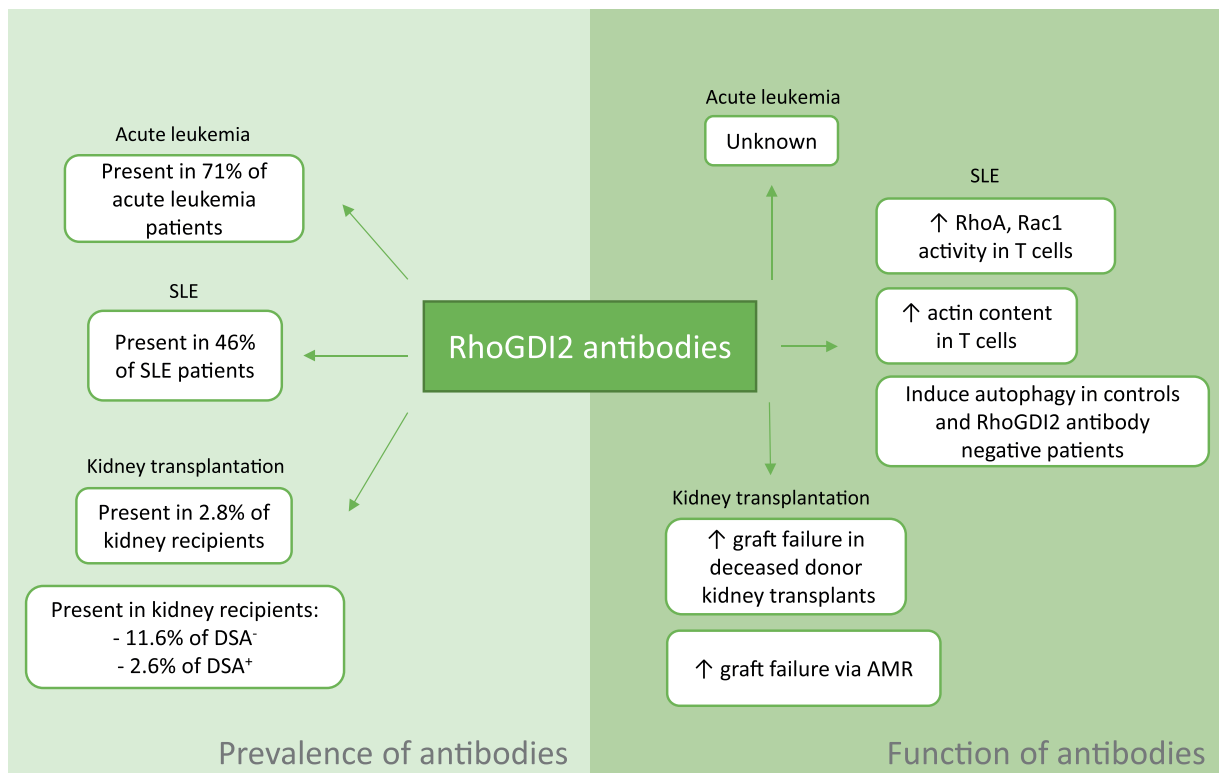 Acute leukemia
Present in 71% of
acute leukemia
patients
SLE
Present in 46%
of SLE patients
Kidney transplantation
Present in 2.8% of
kidney recipients
Present in kidney recipients:
- 11.6% of DSA⁻
- 2.6% of DSA⁺
Prevalence of antibodies
RhoGDI2 antibodies
Acute leukemia
Unknown
SLE
↑ RhoA, Rac1
activity in T cells
↑ actin content
in T cells
Induce autophagy in controls
and RhoGDI2 antibody
negative patients
Kidney transplantation
↑ graft failure in
deceased donor
kidney transplants
↑ graft failure via AMR
Function of antibodies